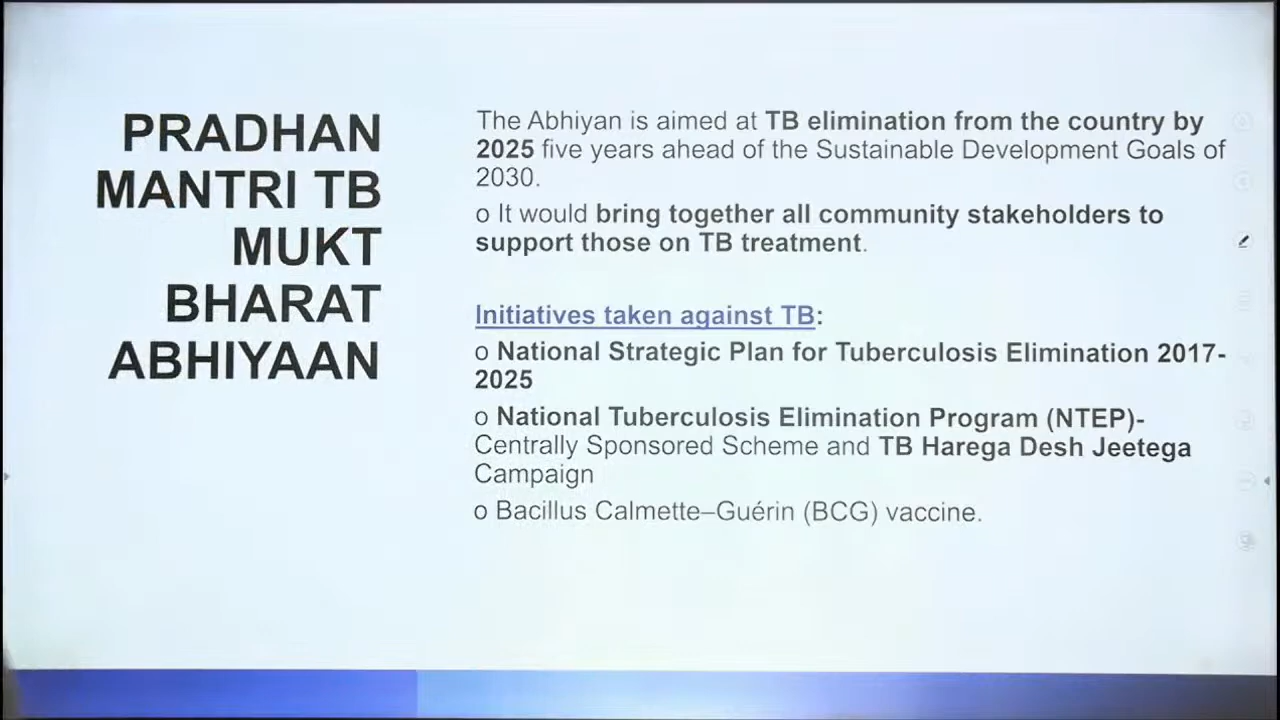 PRADHAN
MANTRI TB
MUKT
BHARAT
ABHIYAAN
The Abhiyan is aimed at TB elimination from the country by
2025 five years ahead of the Sustainable Development Goals of
2030.
o It would bring together all community stakeholders to
support those on TB treatment.
Initiatives taken against TB:
o National Strategic Plan for Tuberculosis Elimination 2017-
2025
o National Tuberculosis Elimination Program (NTEP)-
Centrally Sponsored Scheme and TB Harega Desh Jeetega
Campaign
o Bacillus Calmette–Guérin (BCG) vaccine.